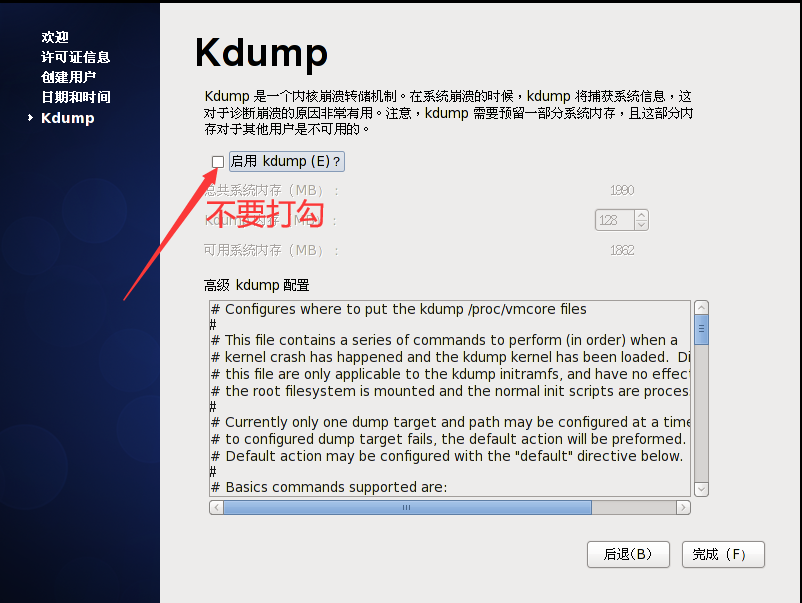 欢迎
许可证信息
创建用户
日期和时间
Kdump
Kdump
Kdump 是一个内核崩溃转储机制。在系统崩溃的时候，kdump 将捕获系统信息，这
对于诊断崩溃的原因非常有用。注意，kdump 需要预留一部分系统内存，且这部分内
存对于其他用户是不可用的。
启用 kdump (E)？
总共系统内存（MB）： 1990
不要打勾
Kdump 内存（MB）： 128
可用系统内存（MB）： 1862
高级 kdump 配置
# Configures where to put the kdump /proc/vmcore files
#
# This file contains a series of commands to perform (in order) when a
# kernel crash has happened and the kdump kernel has been loaded. Di
# this file are only applicable to the kdump initramfs, and have no effec
# the root filesystem is mounted and the normal init scripts are proces
#
# Currently only one dump target and path may be configured at a time
# to configured dump target fails, the default action will be preformed.
# Default action may be configured with the "default" directive below.
#
# Basics commands supported are:
后退(B)
完成（F）